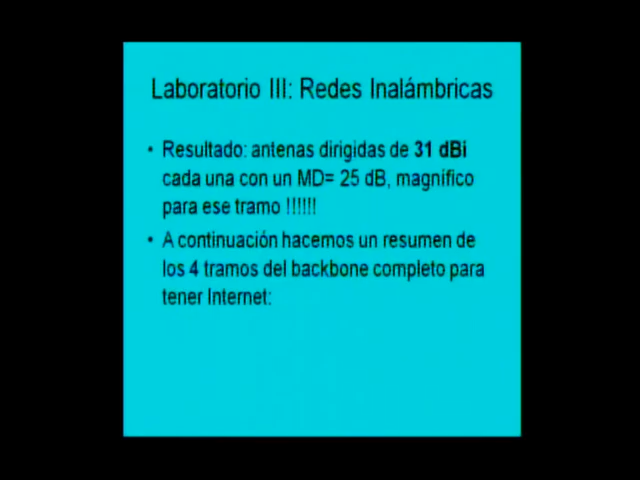 Laboratorio III: Redes Inalámbricas
• Resultado: antenas dirigidas de 31 dBi
cada una con un MD= 25 dB, magnífico
para ese tramo !!!!!!
• A continuación hacemos un resumen de
los 4 tramos del backbone completo para
tener Internet: